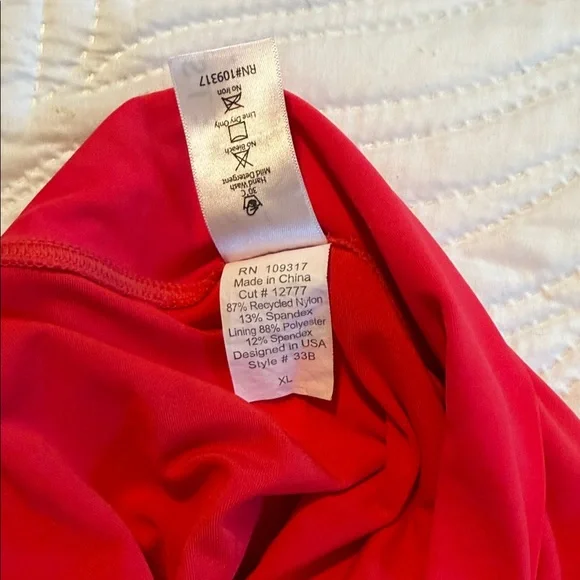 RN#109317
No Iron
Line Dry Only
No Bleach
Mild Detergent
Hand Wash
30°C
RN 109317
Made in China
Cut # 12777
87% Recycled Nylon
13% Spandex
Lining 88% Polyester
12% Spandex
Designed in USA
Style # 33B
XL